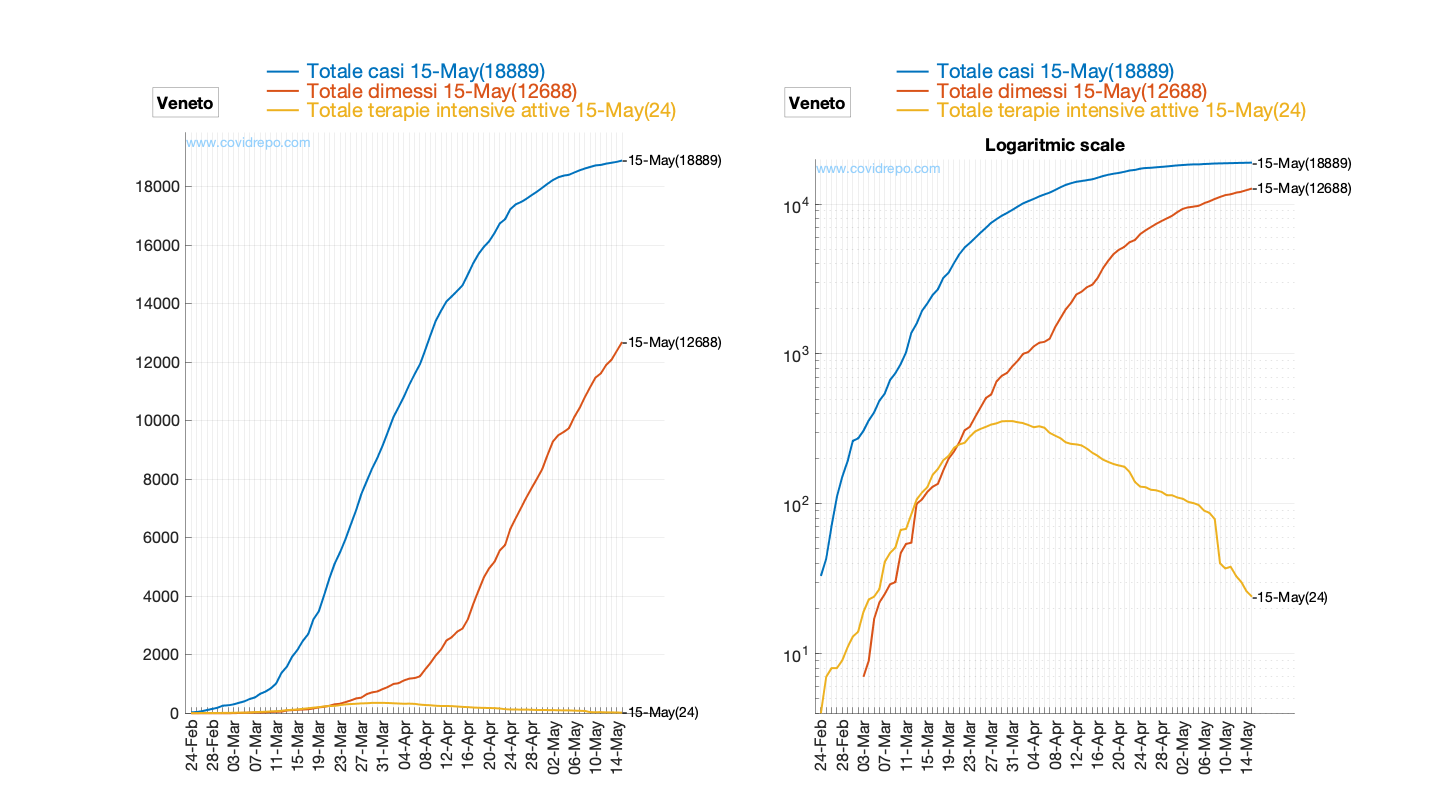 Totale casi 15-May(18889)
Totale dimessi 15-May(12688)
Totale terapie intensive attive 15-May(24)
Veneto
www.covidrepo.com
15-May(18889)
15-May(12688)
15-May(24)
18000
16000
14000
12000
10000
8000
6000
4000
2000
0
24-Feb
28-Feb
03-Mar
07-Mar
11-Mar
15-Mar
19-Mar
23-Mar
27-Mar
31-Mar
04-Apr
08-Apr
12-Apr
16-Apr
20-Apr
24-Apr
28-Apr
02-May
06-May
10-May
14-May
Totale casi 15-May(18889)
Totale dimessi 15-May(12688)
Totale terapie intensive attive 15-May(24)
Veneto
Logaritmic scale
www.covidrepo.com
15-May(18889)
15-May(12688)
15-May(24)
10^4
10^3
10^2
10^1
24-Feb
28-Feb
03-Mar
07-Mar
11-Mar
15-Mar
19-Mar
23-Mar
27-Mar
31-Mar
04-Apr
08-Apr
12-Apr
16-Apr
20-Apr
24-Apr
28-Apr
02-May
06-May
10-May
14-May